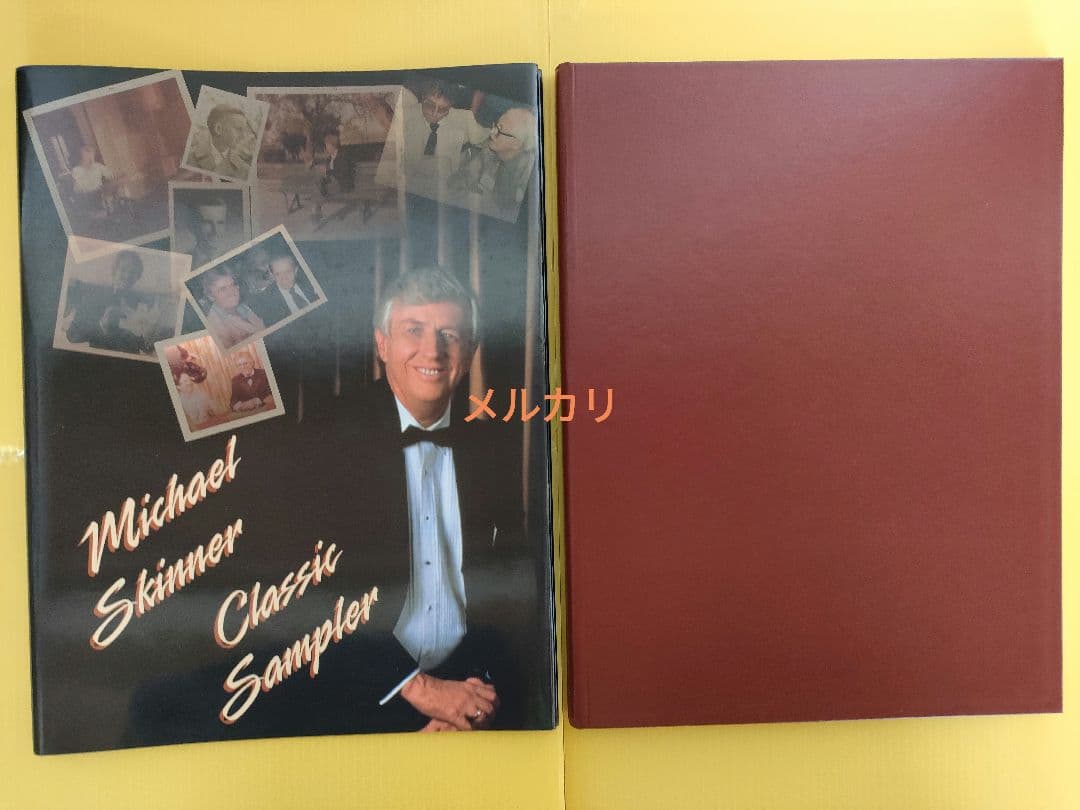 メルカリ
Michael
Skinner
Classic
Sampler